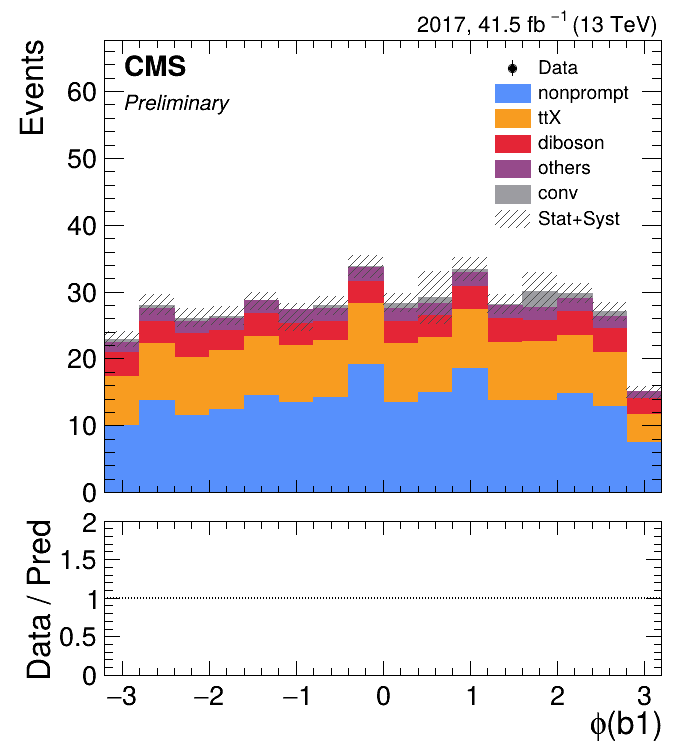 2017, 41.5 fb⁻¹ (13 TeV)
CMS
Preliminary
Events
60
50
40
30
20
10
0
Data
nonprompt
ttX
diboson
others
conv
Stat+Syst
Data / Pred
2
1.5
1
0.5
0
−3 −2 −1 0 1 2 3
ϕ(b1)